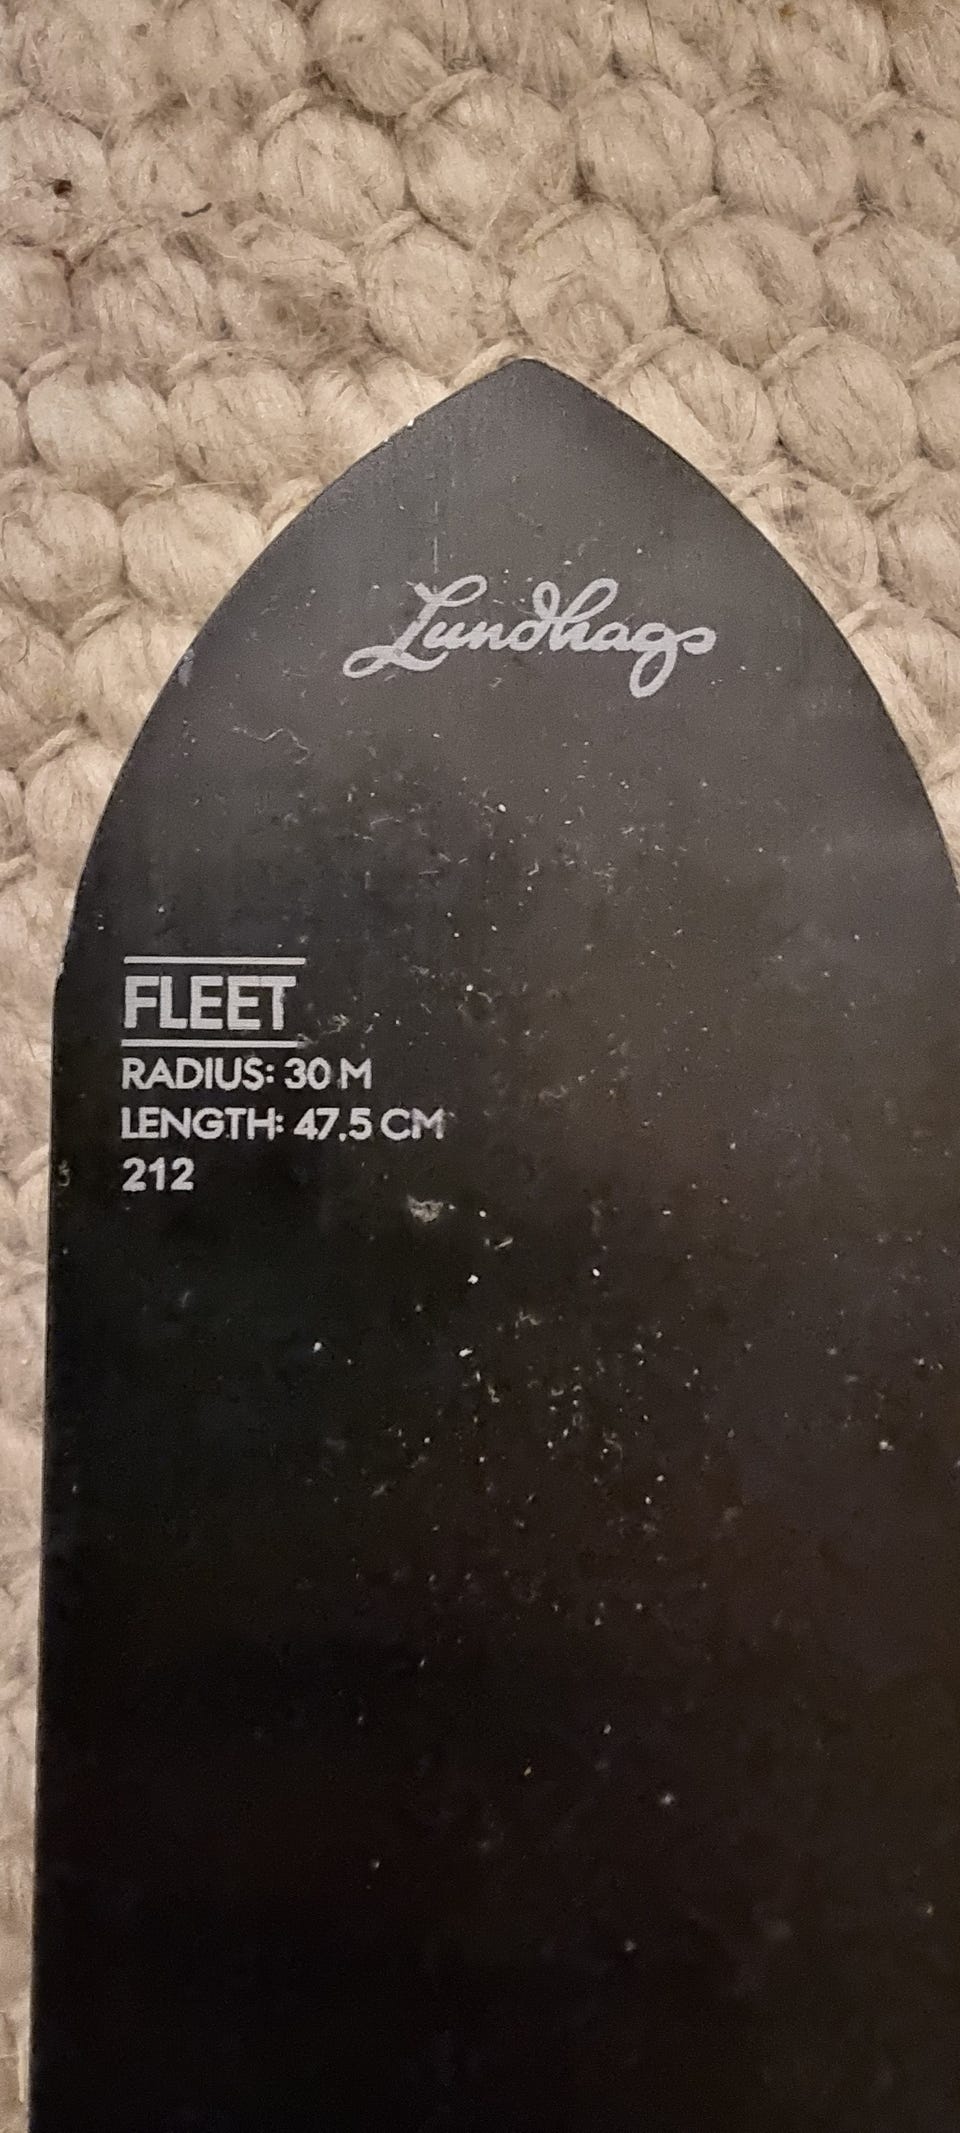 Lundhags
FLEET
RADIUS: 30 M
LENGTH: 47,5 CM
212